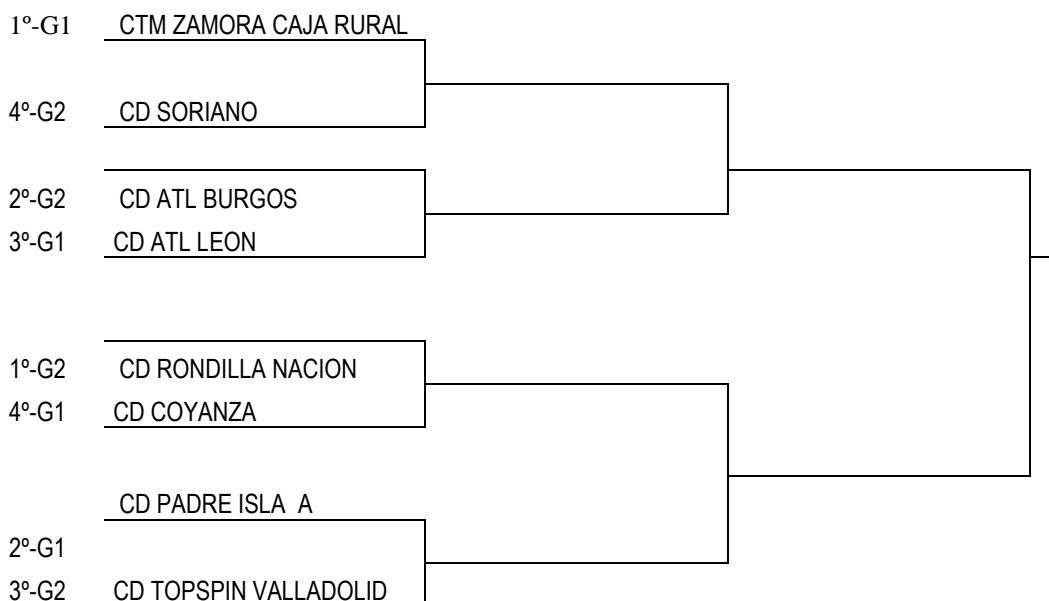 1º-G1 CTM ZAMORA CAJA RURAL
4º-G2 CD SORIANO
2º-G2 CD ATL BURGOS
3º-G1 CD ATL LEON
1º-G2 CD RONDILLA NACION
4º-G1 CD COYANZA
CD PADRE ISLA A
2º-G1
3º-G2 CD TOPSPIN VALLADOLID